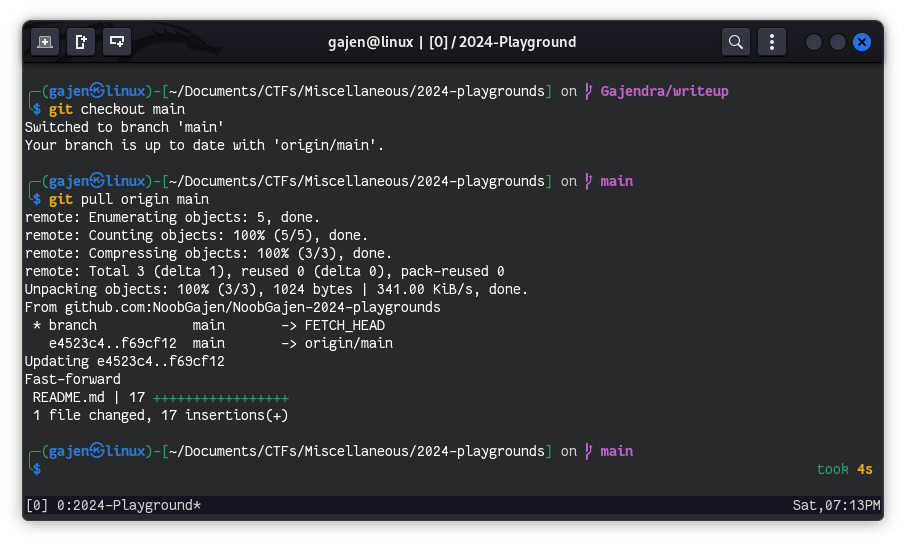 gajen@linux | [0]/2024-Playground
┌─(gajen㉿linux)-[~/Documents/CTFs/Miscellaneous/2024-playgrounds] on  Gajendra/writeup
└$ git checkout main
Switched to branch 'main'
Your branch is up to date with 'origin/main'.
┌─(gajen㉿linux)-[~/Documents/CTFs/Miscellaneous/2024-playgrounds] on  main
└$ git pull origin main
remote: Enumerating objects: 5, done.
remote: Counting objects: 100% (5/5), done.
remote: Compressing objects: 100% (3/3), done.
remote: Total 3 (delta 1), reused 0 (delta 0), pack-reused 0
Unpacking objects: 100% (3/3), 1024 bytes | 341.00 KiB/s, done.
From github.com:NoobGajen/NoobGajen-2024-playgrounds
 * branch            main       -> FETCH_HEAD
   e4523c4..f69cf12  main       -> origin/main
Updating e4523c4..f69cf12
Fast-forward
 README.md | 17 +++++++++++++++++
 1 file changed, 17 insertions(+)
┌─(gajen㉿linux)-[~/Documents/CTFs/Miscellaneous/2024-playgrounds] on  main
└$ took 4s
[0] 0:2024-Playground* Sat,07:13PM